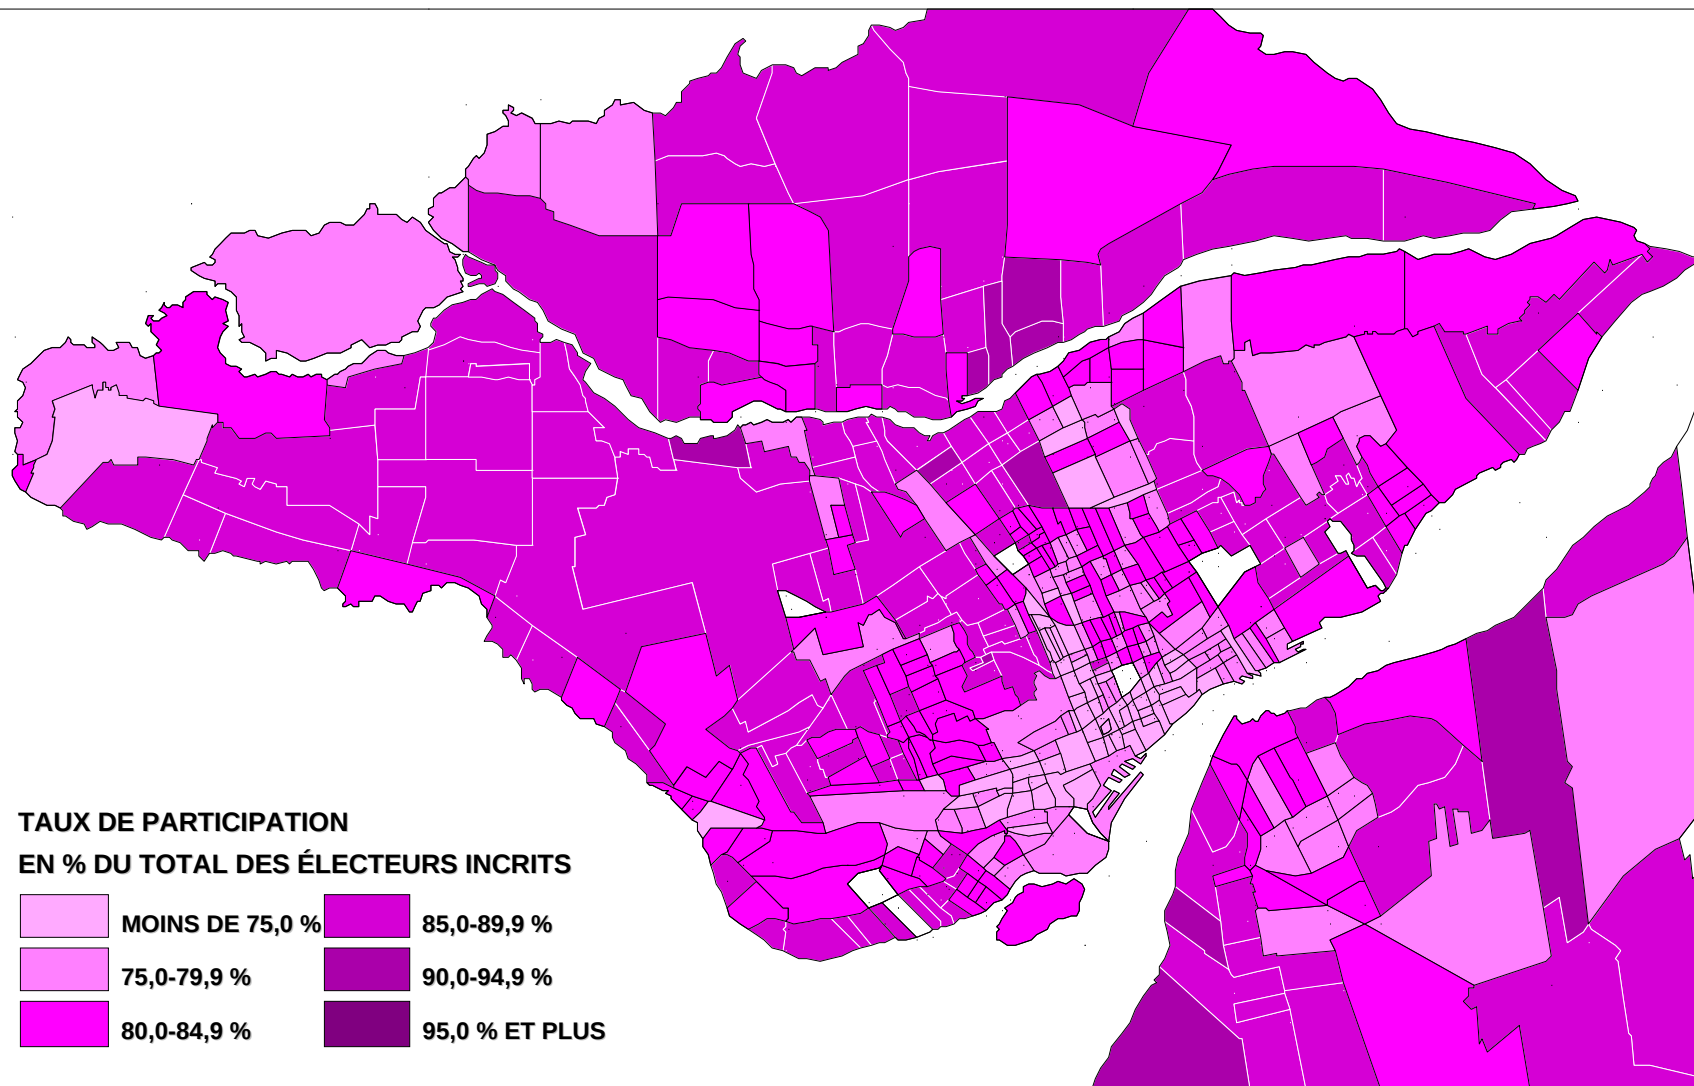 TAUX DE PARTICIPATION
EN % DU TOTAL DES ÉLECTEURS INCRITS
MOINS DE 75,0 %
75,0-79,9 %
80,0-84,9 %
85,0-89,9 %
90,0-94,9 %
95,0 % ET PLUS